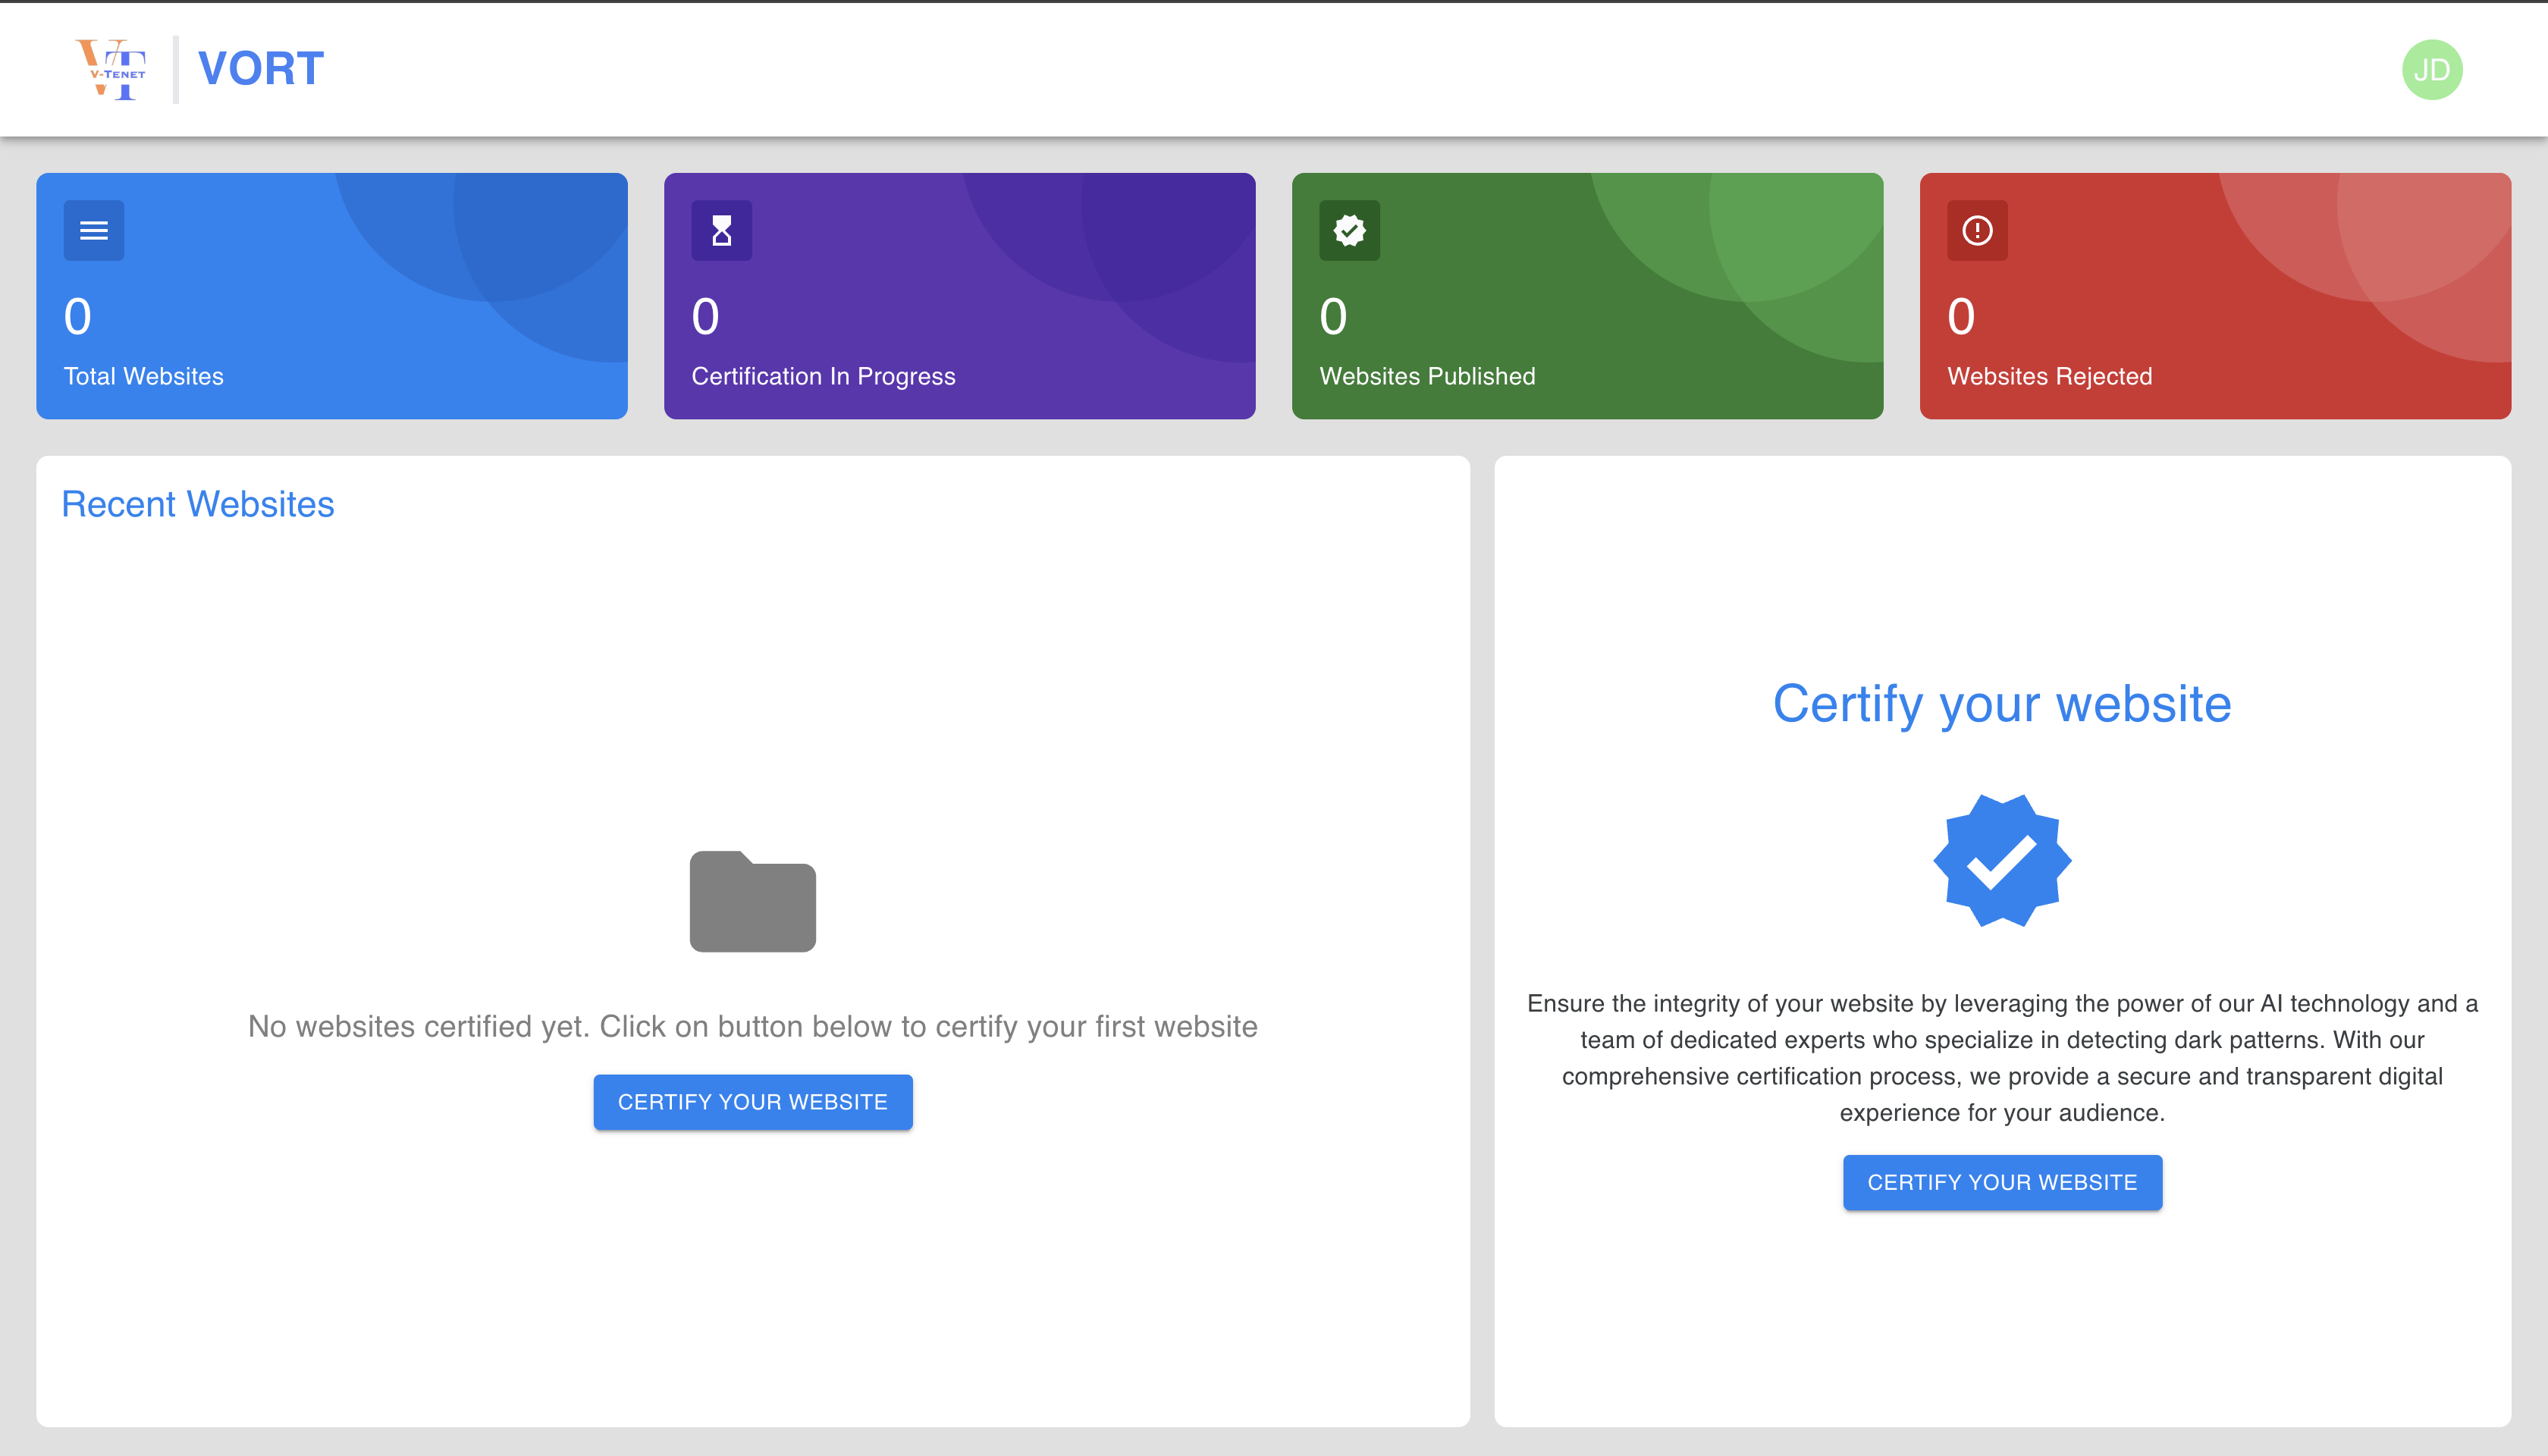 V-TENET
VORT
JD
0
Total Websites
0
Certification In Progress
0
Websites Published
0
Websites Rejected
Recent Websites
No websites certified yet. Click on button below to certify your first website
CERTIFY YOUR WEBSITE
Certify your website
Ensure the integrity of your website by leveraging the power of our AI technology and a
team of dedicated experts who specialize in detecting dark patterns. With our
comprehensive certification process, we provide a secure and transparent digital
experience for your audience.
CERTIFY YOUR WEBSITE